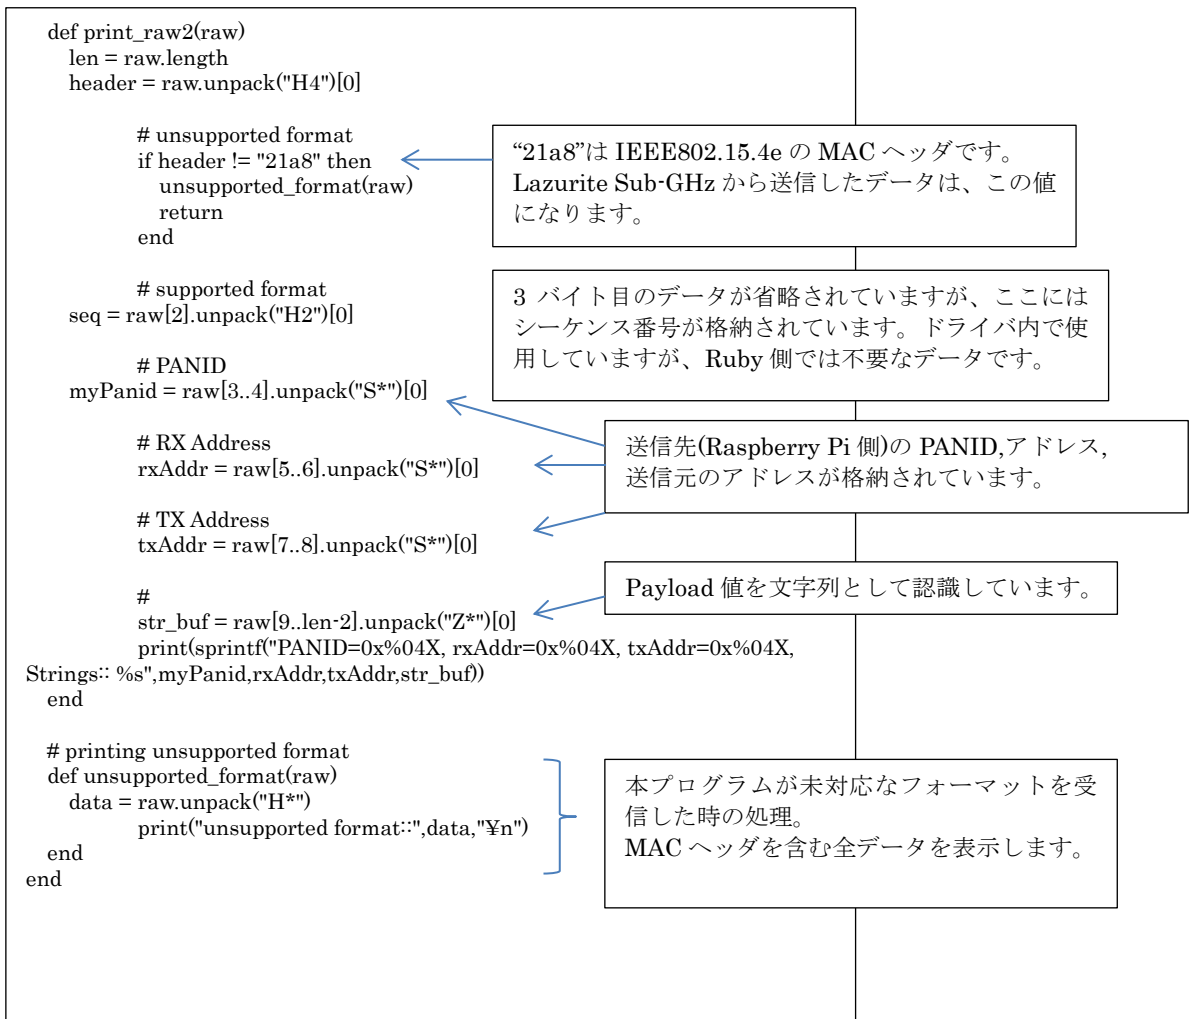 def print_raw2(raw)
len = raw.length
header = raw.unpack("H4")[0]
# unsupported format
if header != "21a8" then
unsupported_format(raw)
return
end
“21a8”は IEEE802.15.4e の MAC ヘッダです。
Lazurite Sub-GHz から送信したデータは、この値
になります。
# supported format
seq = raw[2].unpack("H2")[0]
3 バイト目のデータが省略されていますが、ここには
シーケンス番号が格納されています。ドライバ内で使
用していますが、Ruby 側では不要なデータです。
# PANID
myPanid = raw[3..4].unpack("S*")[0]
# RX Address
rxAddr = raw[5..6].unpack("S*")[0]
送信先(Raspberry Pi 側)の PANID,アドレス,
送信元のアドレスが格納されています。
# TX Address
txAddr = raw[7..8].unpack("S*")[0]
#
str_buf = raw[9..len-2].unpack("Z*")[0]
Payload 値を文字列として認識しています。
print(sprintf("PANID=0x%04X, rxAddr=0x%04X, txAddr=0x%04X,
Strings:: %s",myPanid,rxAddr,txAddr,str_buf))
end
# printing unsupported format
def unsupported_format(raw)
data = raw.unpack("H*")
print("unsupported format::",data,"¥n")
end
end
本プログラムが未対応なフォーマットを受
信した時の処理。
MAC ヘッダを含む全データを表示します。